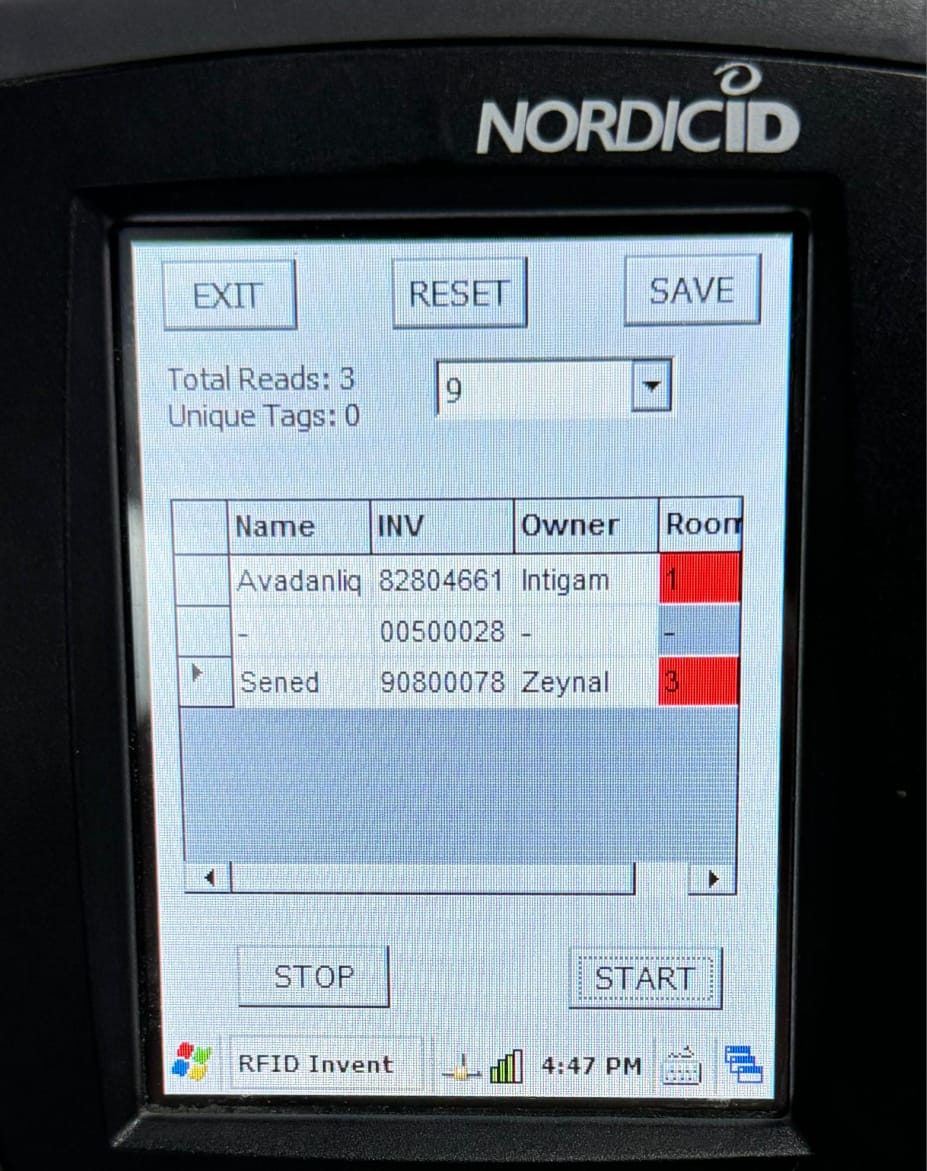 NORDICID
EXIT RESET SAVE
Total Reads: 3
9
Unique Tags: 0
Name INV Owner Room
Avadanliq 82804661 Intigam 1
- 00500028 - -
Sened 90800078 Zeynal 3
STOP START
RFID Invent 4:47 PM